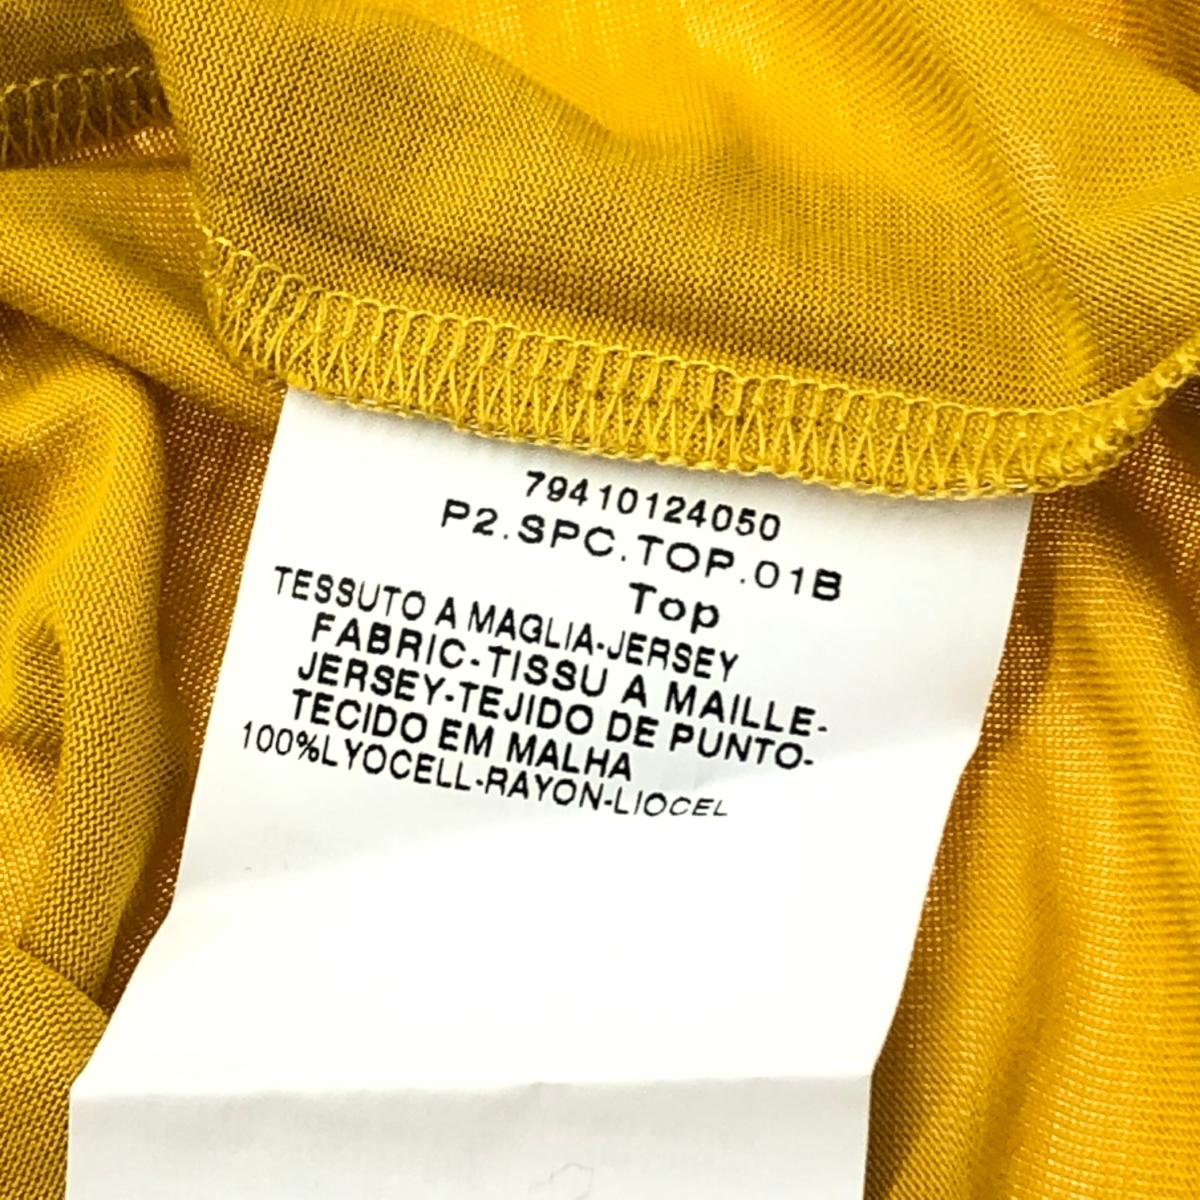 79410124050
P2.SPC.TOP.01B
Top
TESSUTO A MAGLIA-JERSEY
FABRIC-TISSU A MAILLE-
JERSEY-TEJIDO DE PUNTO-
TECIDO EM MALHA
100%LYOCELL-RAYON-LIOCEL